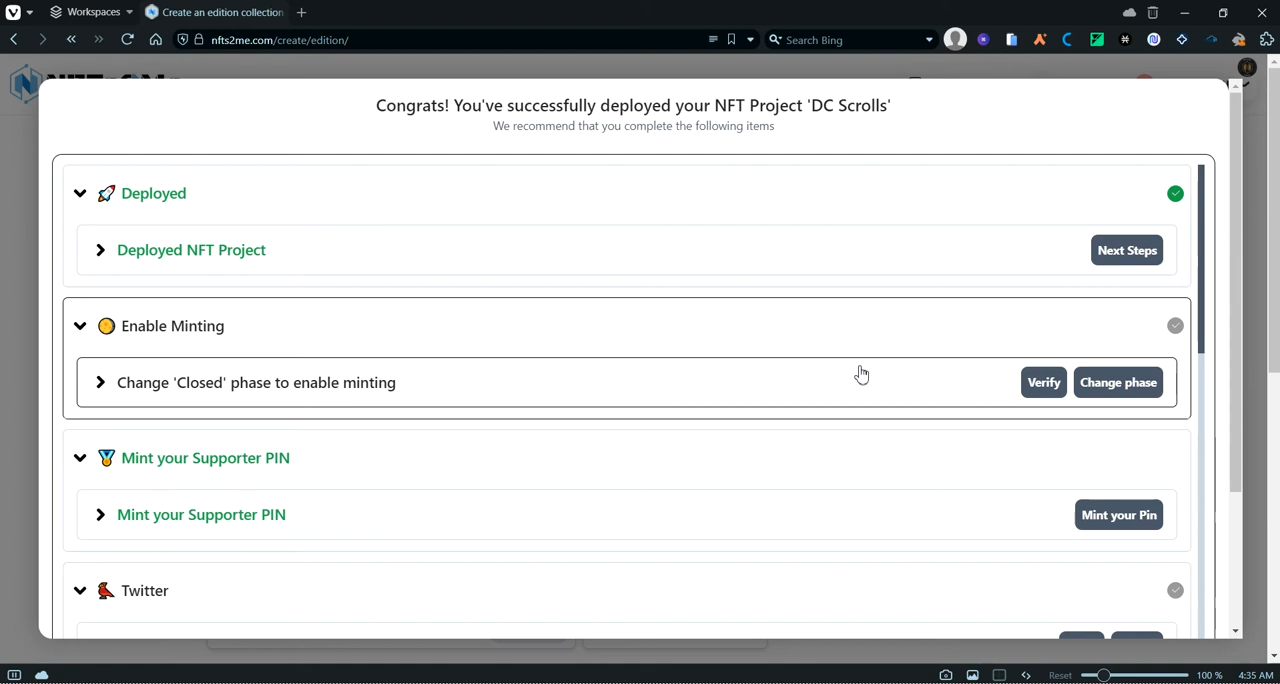 Workspaces
Create an edition collection
nfts2me.com/create/edition/
Search Bing
Congrats! You've successfully deployed your NFT Project 'DC Scrolls'
We recommend that you complete the following items
Deployed
Deployed NFT Project
Next Steps
Enable Minting
Change 'Closed' phase to enable minting
Verify
Change phase
Mint your Supporter PIN
Mint your Supporter PIN
Mint your Pin
Twitter
Reset
100 %
4:35 AM